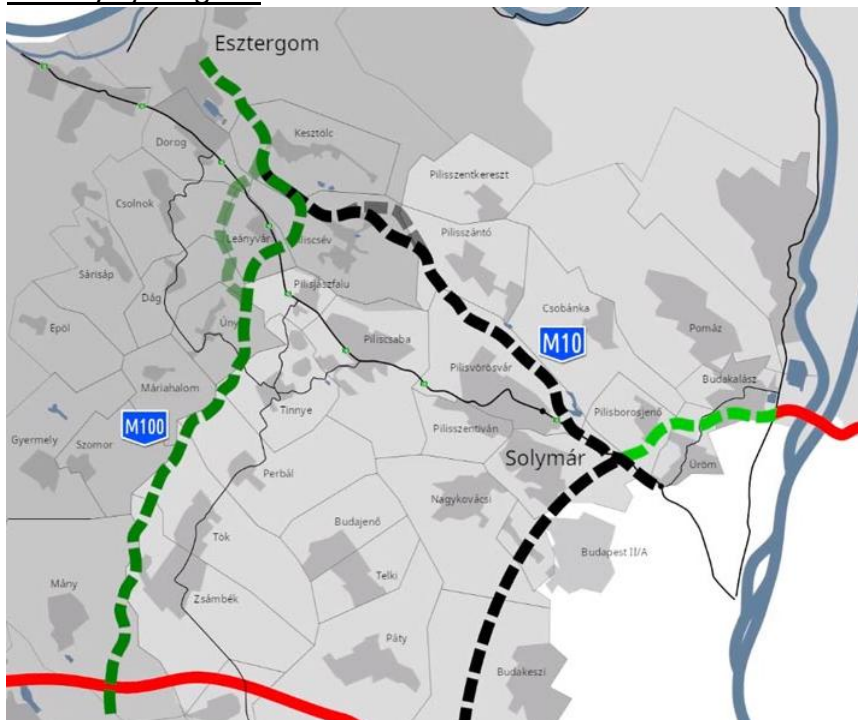 Esztergom
Kesztölc
Dorog
Pilisszentkereszt
Csolnok
Leányvár
Piliscsév
Pilisszántó
Sárisáp
Dág
Pilisjászfalu
Csobánka
Epöl
Úny
Piliscsaba
M10
Pomáz
Máriahalom
Pilisvörösvár
Budakalász
M100
Tinnye
Pilisborosjenő
Gyermely
Szomor
Pilisszentiván
Solymár
Üröm
Perbál
Nagykovácsi
Tök
Budajenő
Budapest II/A
Telki
Mány
Zsámbék
Páty
Budakeszi